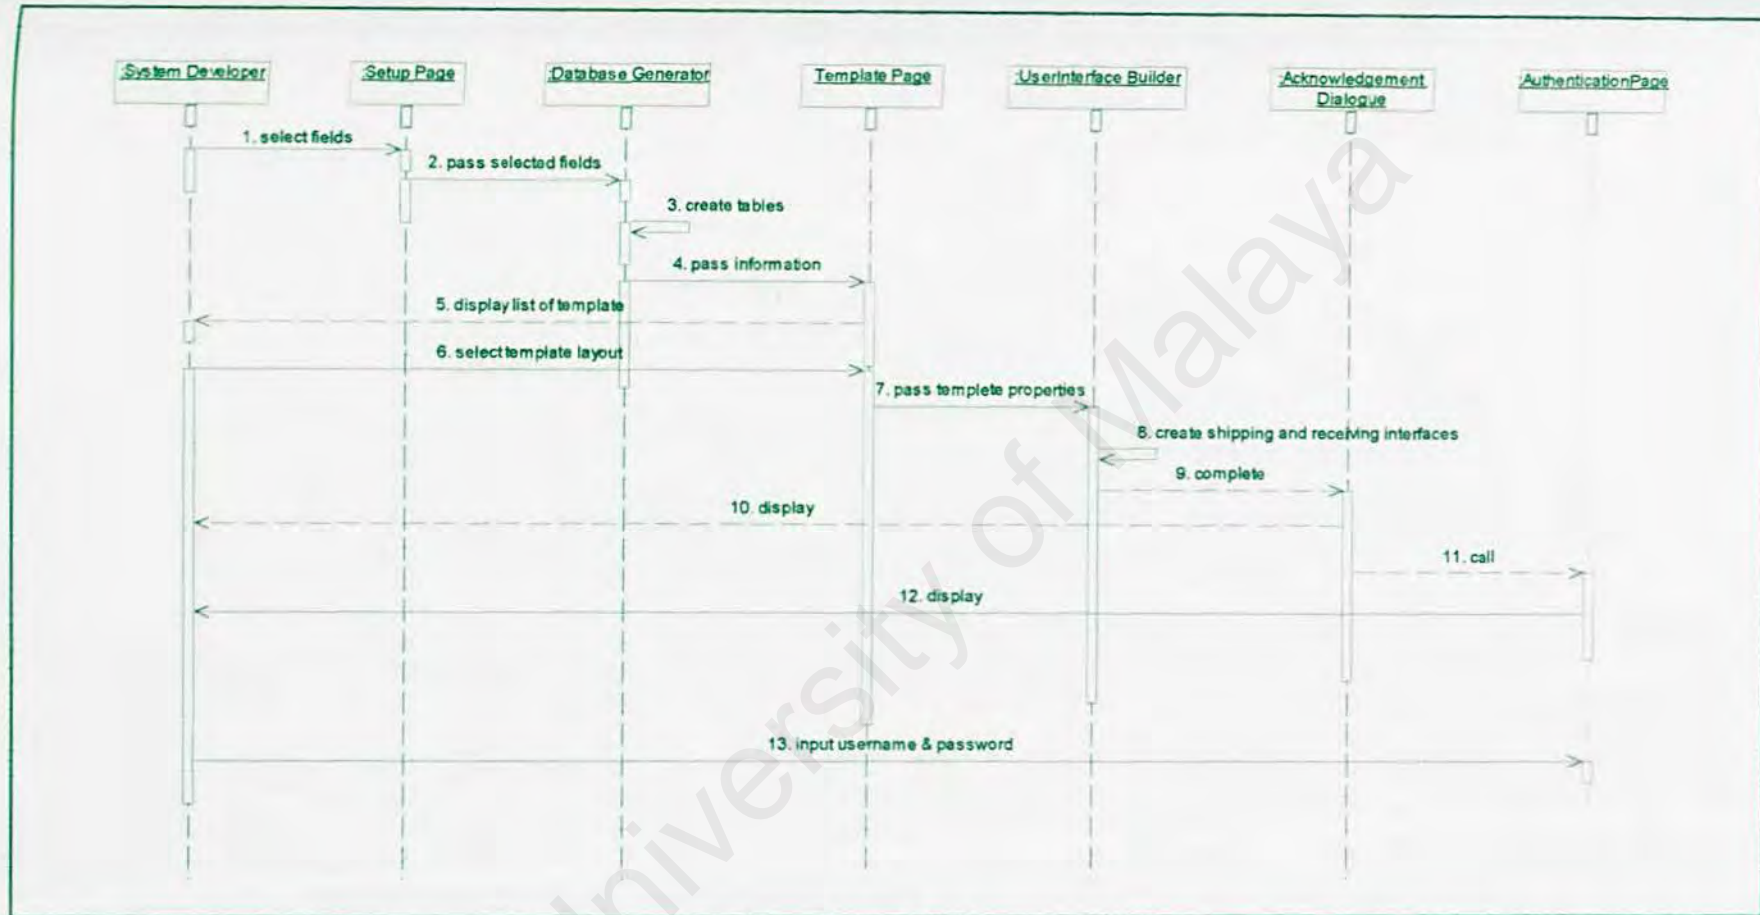 :System Developer
:Setup Page
:Database Generator
Template Page
:UserInterface Builder
:Acknowledgement
Dialogue
:AuthenticationPage
1. select fields
2. pass selected fields
3. create tables
4. pass information
5. display list of template
6. select template layout
7. pass templete properties
8. create shipping and receiving interfaces
9. complete
10. display
11. call
12. display
13. input username & password
University of Malaya